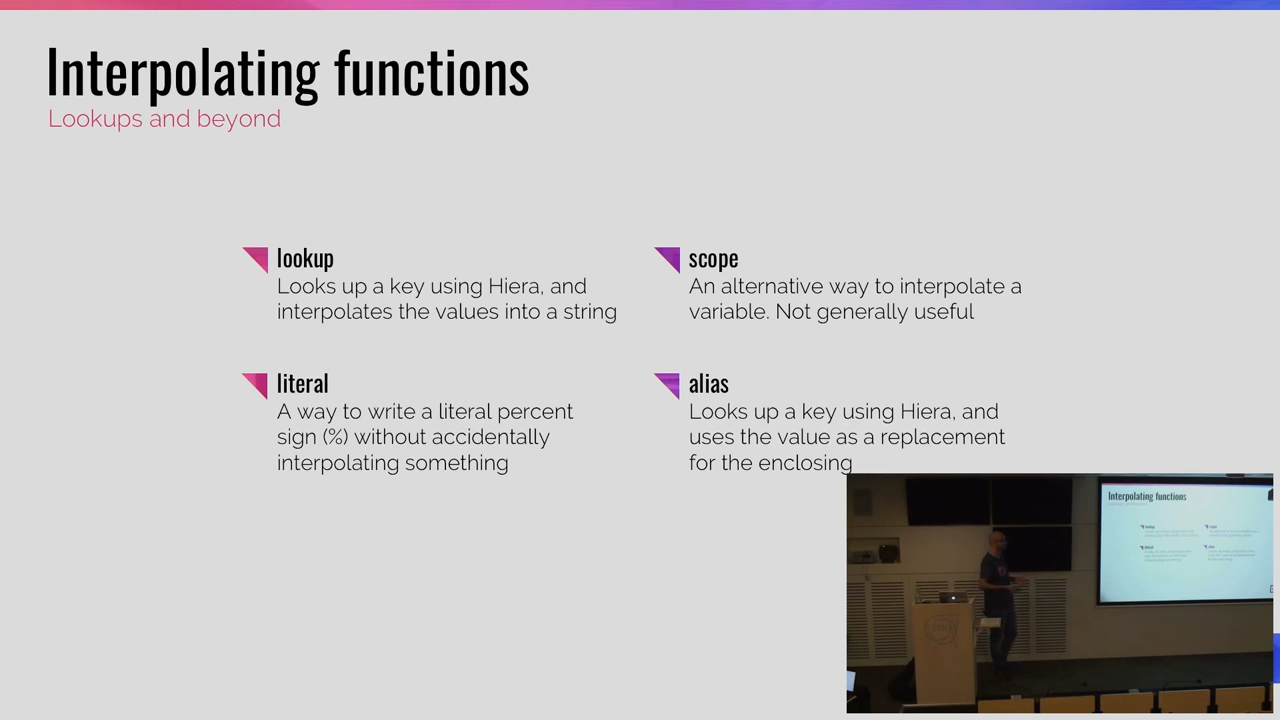 Interpolating functions
Lookups and beyond
lookup
Looks up a key using Hiera, and
interpolates the values into a string
scope
An alternative way to interpolate a
variable. Not generally useful
literal
A way to write a literal percent
sign (%) without accidentally
interpolating something
alias
Looks up a key using Hiera, and
uses the value as a replacement
for the enclosing
Interpolating functions